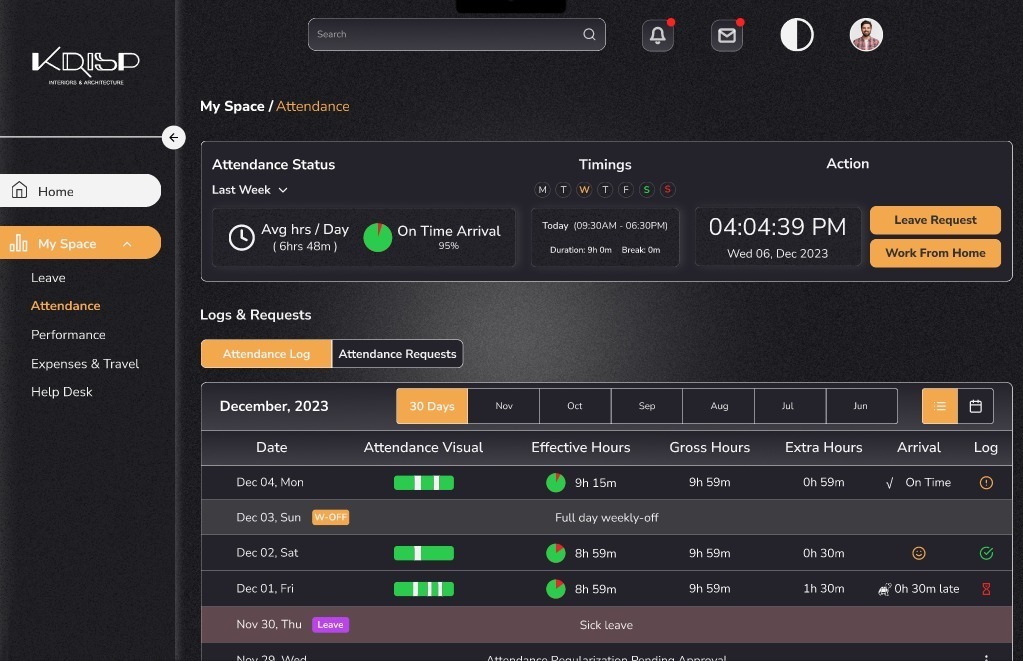 Search
KRISP
INTERIORS & ARCHITECTURE
My Space / Attendance
Home
My Space
Leave
Attendance
Performance
Expenses & Travel
Help Desk
Attendance Status
Timings
Action
Last Week
M T W T F S S
Avg hrs / Day
( 6hrs 48m )
On Time Arrival
95%
Today (09:30AM - 06:30PM)
Duration: 9h 0m Break: 0m
04:04:39 PM
Wed 06, Dec 2023
Leave Request
Work From Home
Logs & Requests
Attendance Log
Attendance Requests
December, 2023
30 Days Nov Oct Sep Aug Jul Jun
Date Attendance Visual Effective Hours Gross Hours Extra Hours Arrival Log
Dec 04, Mon 9h 15m 9h 59m 0h 59m √ On Time
Dec 03, Sun W-OFF Full day weekly-off
Dec 02, Sat 8h 59m 9h 59m 0h 30m
Dec 01, Fri 8h 59m 9h 59m 1h 30m 0h 30m late
Nov 30, Thu Leave Sick leave
Nov 29, Wed Attendance Regularization Pending Approval